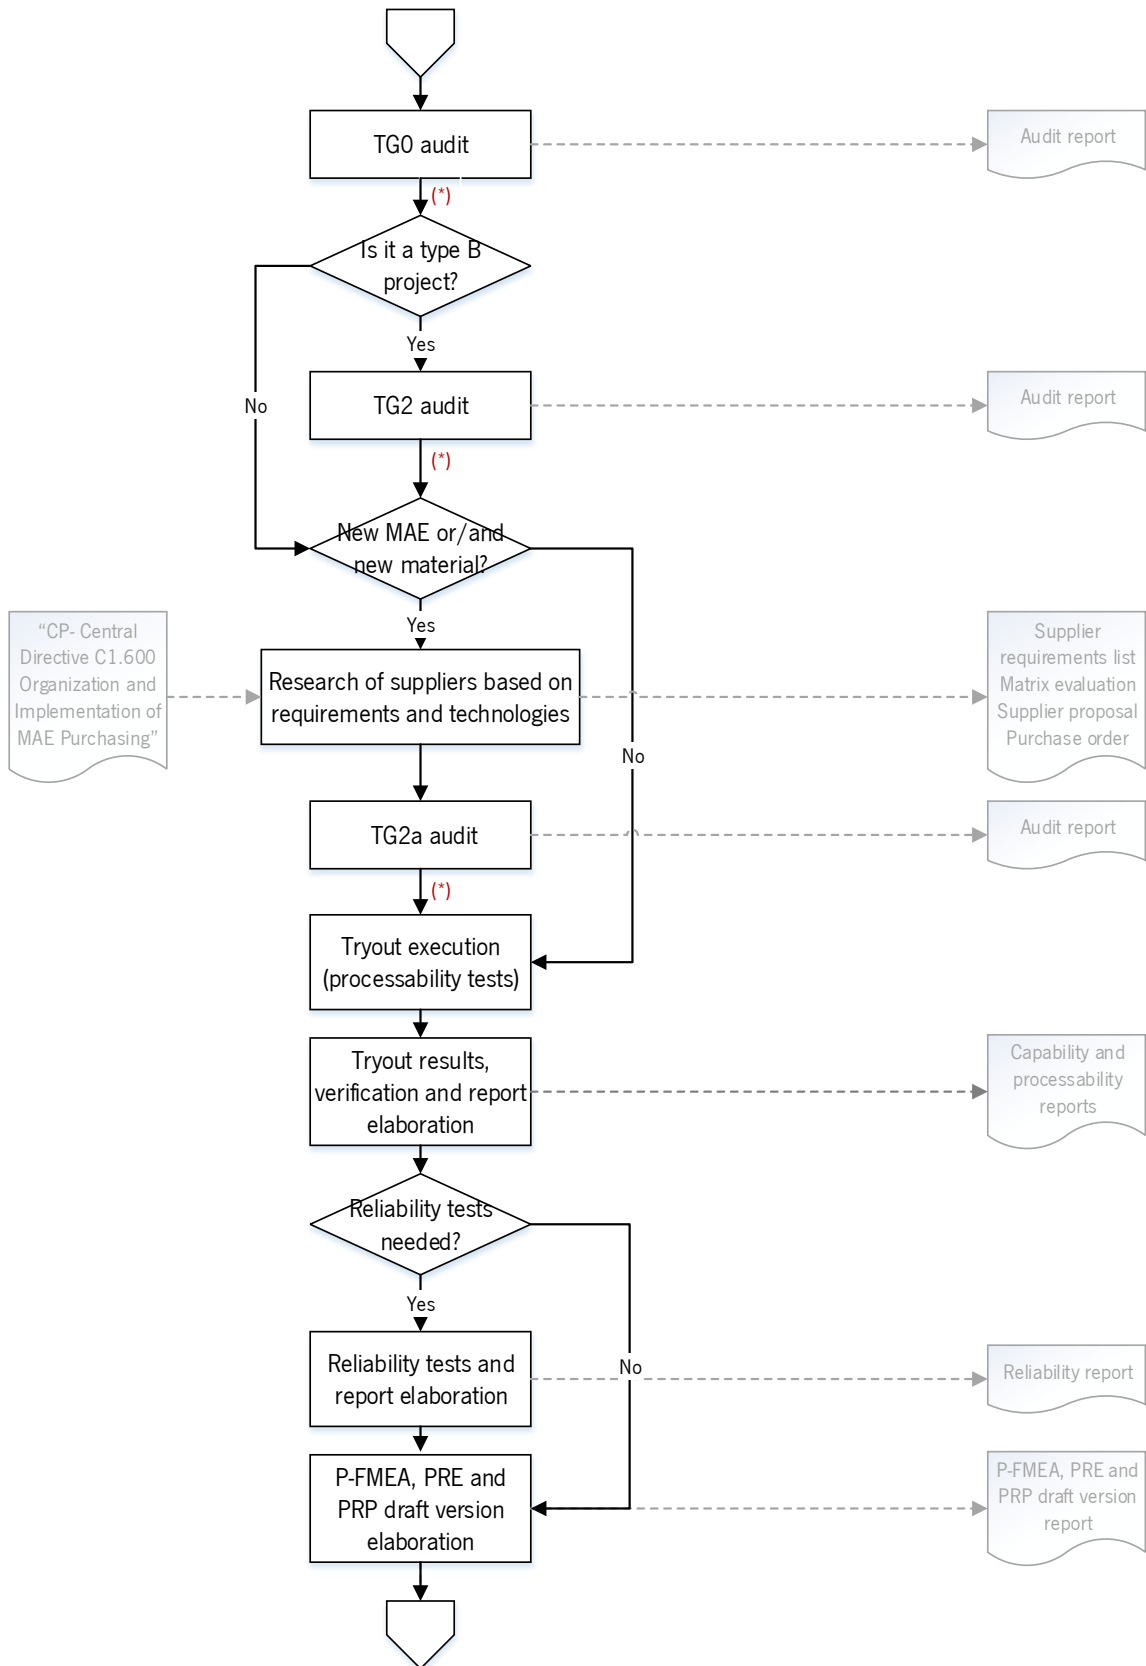 TG0 audit
Audit report
(*)
Is it a type B
project?
Yes
No
TG2 audit
Audit report
(*)
New MAE or/and
new material?
Yes
“CP- Central
Directive C1.600
Organization and
Implementation of
MAE Purchasing”
Research of suppliers based on
requirements and technologies
Supplier
requirements list
Matrix evaluation
Supplier proposal
Purchase order
No
TG2a audit
Audit report
(*)
Tryout execution
(processability tests)
Tryout results,
verification and report
elaboration
Capability and
processability
reports
Reliability tests
needed?
Yes
No
Reliability tests and
report elaboration
Reliability report
P-FMEA, PRE and
PRP draft version
elaboration
P-FMEA, PRE and
PRP draft version
report